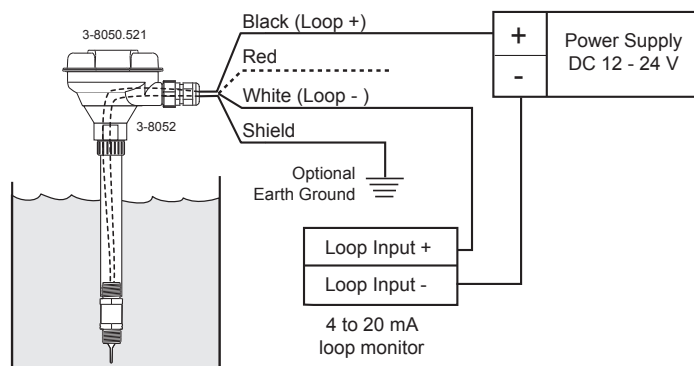 3-8050.521
3-8052
Black (Loop +)
Red
White (Loop - )
Shield
Optional
Earth Ground
+
-
Power Supply
DC 12 - 24 V
Loop Input +
Loop Input -
4 to 20 mA
loop monitor